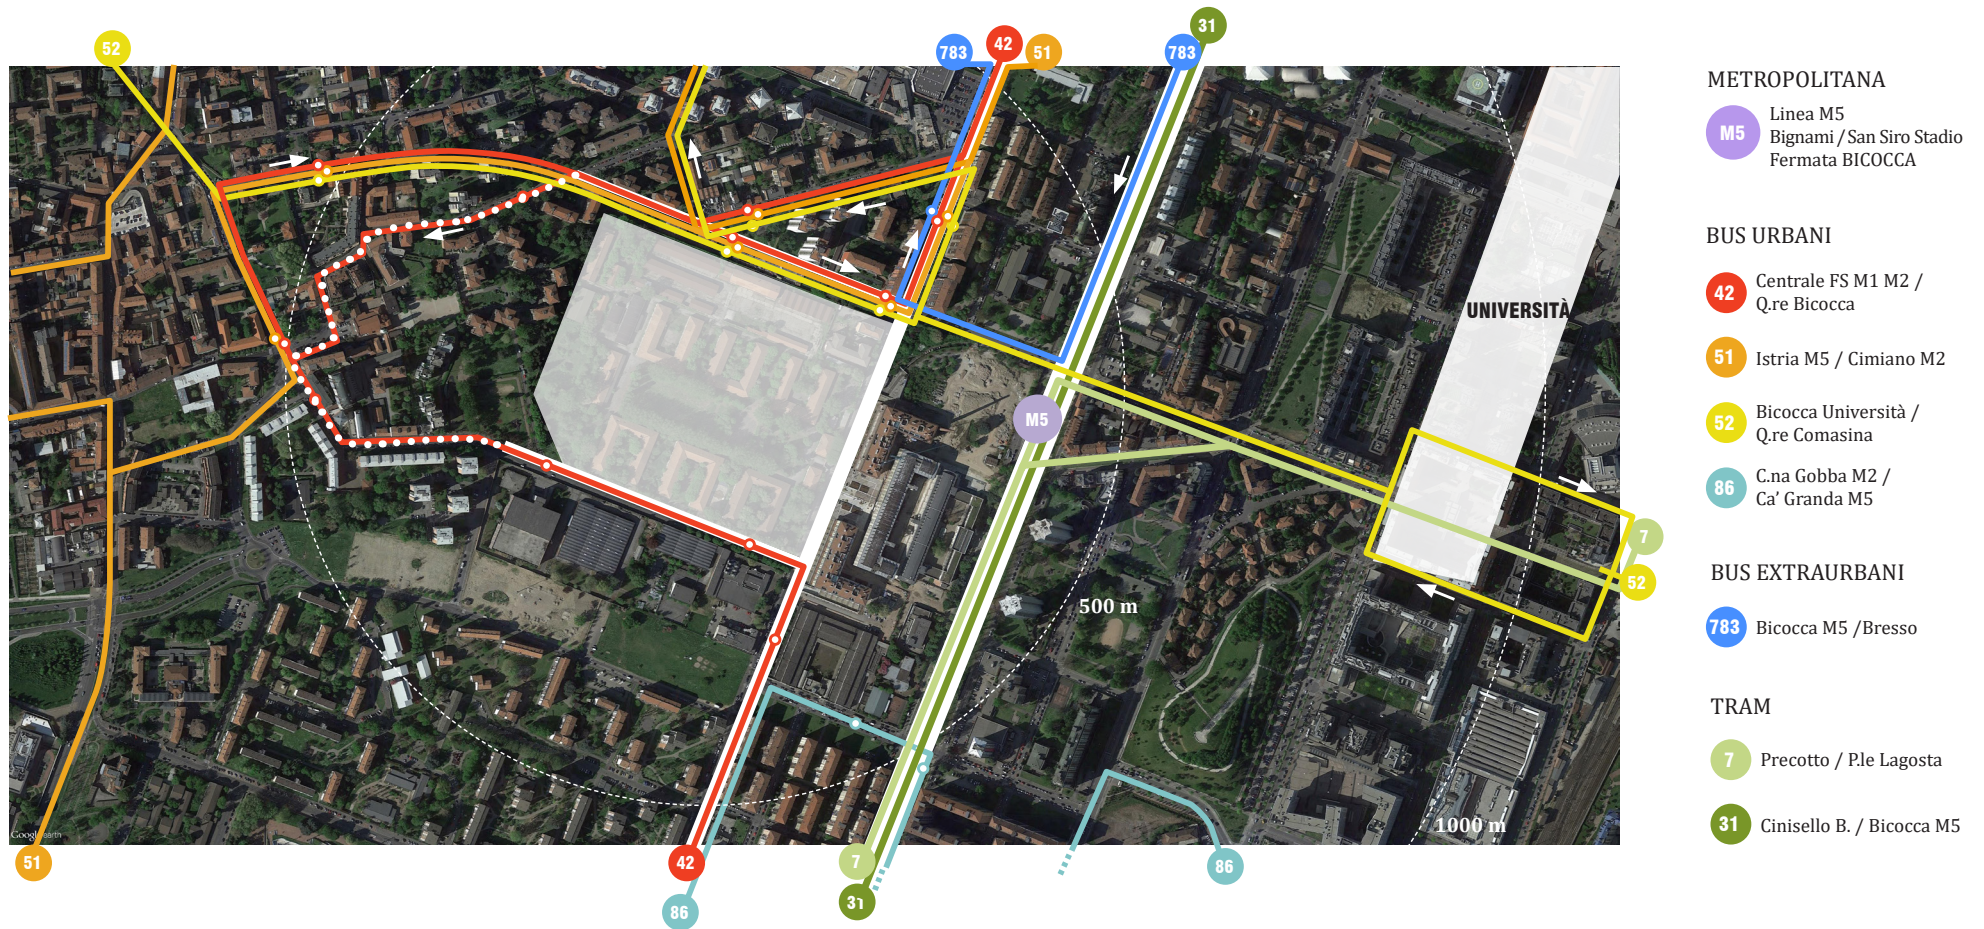 52
783
42
51
783
31
M5
UNIVERSITÀ
500 m
1000 m
7
52
Google earth
51
42
86
7
31
86
METROPOLITANA
M5
Linea M5
Bignami / San Siro Stadio
Fermata BICOCCA
BUS URBANI
42
Centrale FS M1 M2 /
Q.re Bicocca
51
Istria M5 / Cimiano M2
52
Bicocca Università /
Q.re Comasina
86
C.na Gobba M2 /
Ca' Granda M5
BUS EXTRAURBANI
783
Bicocca M5 /Bresso
TRAM
7
Precotto / P.le Lagosta
31
Cinisello B. / Bicocca M5